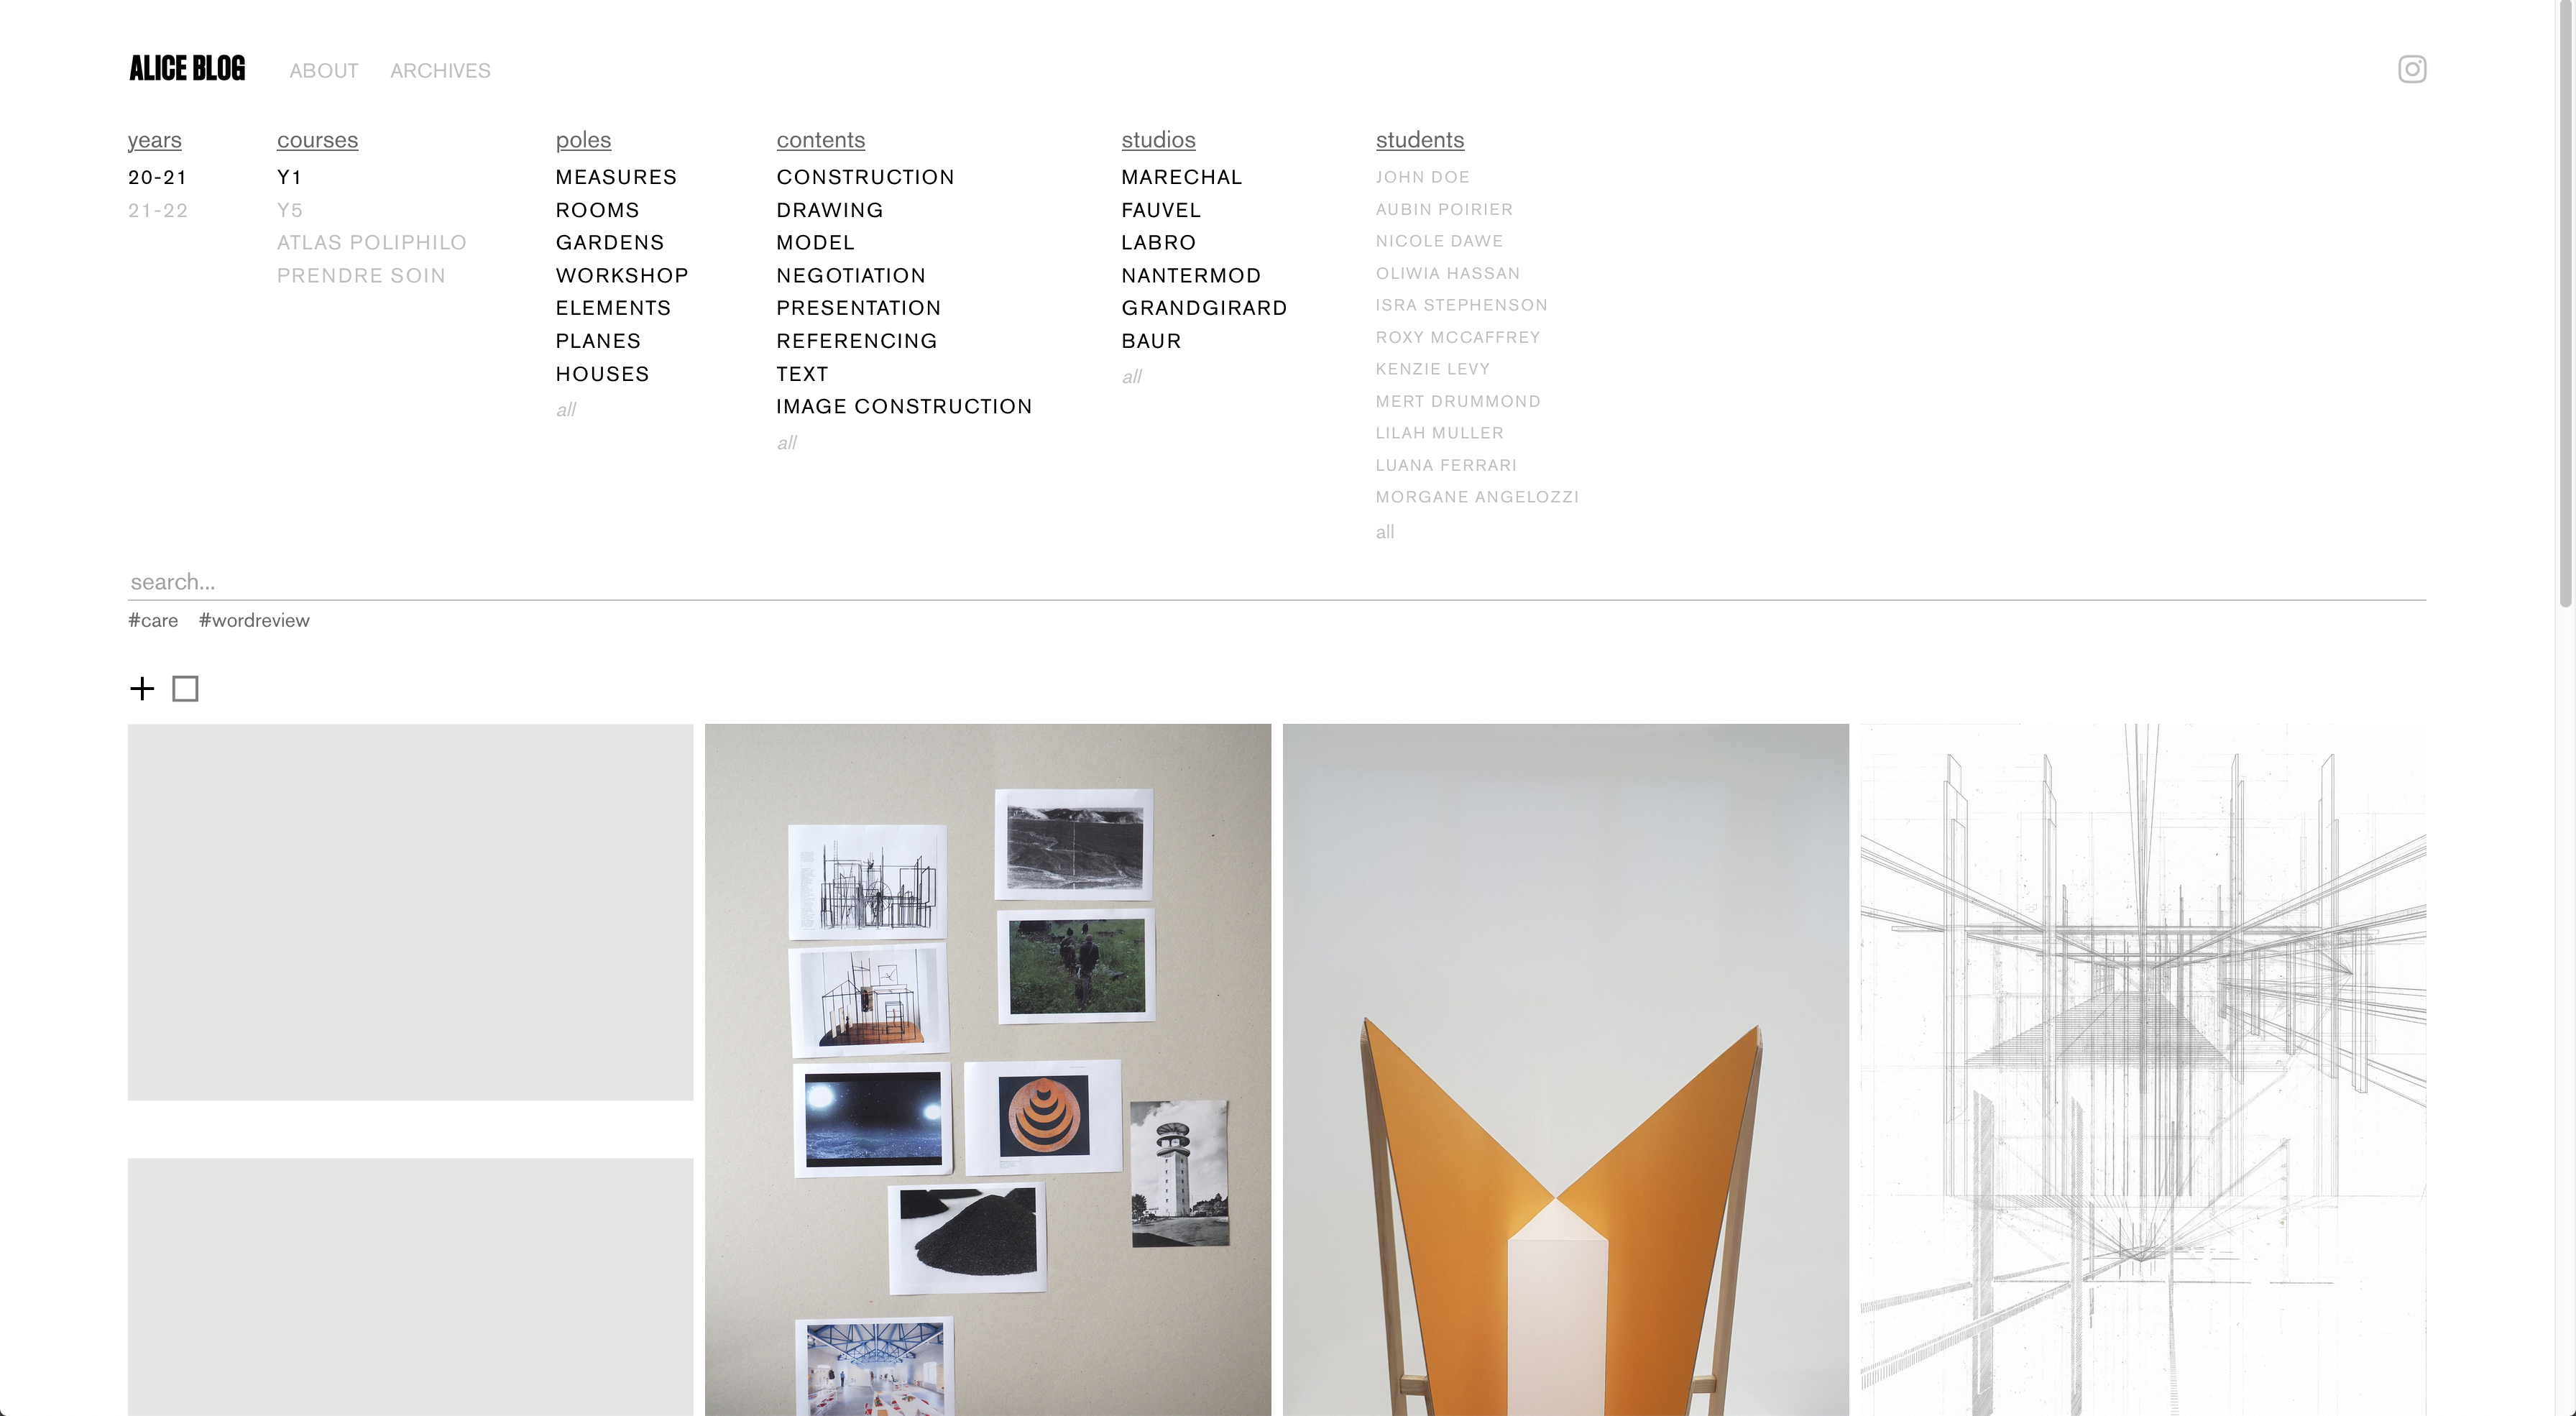 ALICE BLOG ABOUT ARCHIVES
years
20-21
21-22
courses
Y1
Y5
ATLAS POLIPHILO
PRENDRE SOIN
poles
MEASURES
ROOMS
GARDENS
WORKSHOP
ELEMENTS
PLANES
HOUSES
all
contents
CONSTRUCTION
DRAWING
MODEL
NEGOTIATION
PRESENTATION
REFERENCING
TEXT
IMAGE CONSTRUCTION
all
studios
MARECHAL
FAUVEL
LABRO
NANTERMOD
GRANDGIRARD
BAUR
all
students
JOHN DOE
AUBIN POIRIER
NICOLE DAWE
OLIWIA HASSAN
ISRA STEPHENSON
ROXY MCCAFFREY
KENZIE LEVY
MERT DRUMMOND
LILAH MULLER
LUANA FERRARI
MORGANE ANGELOZZI
all
search...
#care #wordreview